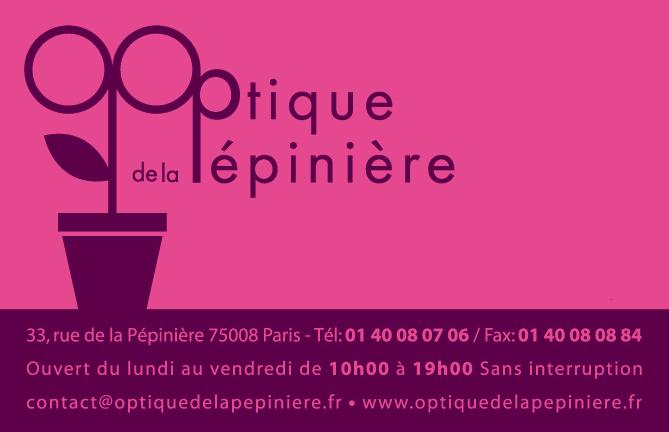 Optique
de la Pépinière
33, rue de la Pépinière 75008 Paris - Tél: 01 40 08 07 06 / Fax: 01 40 08 08 84
Ouvert du lundi au vendredi de 10h00 à 19h00 Sans interruption
contact@optiquedelapepiniere.fr • www.optiquedelapepiniere.fr